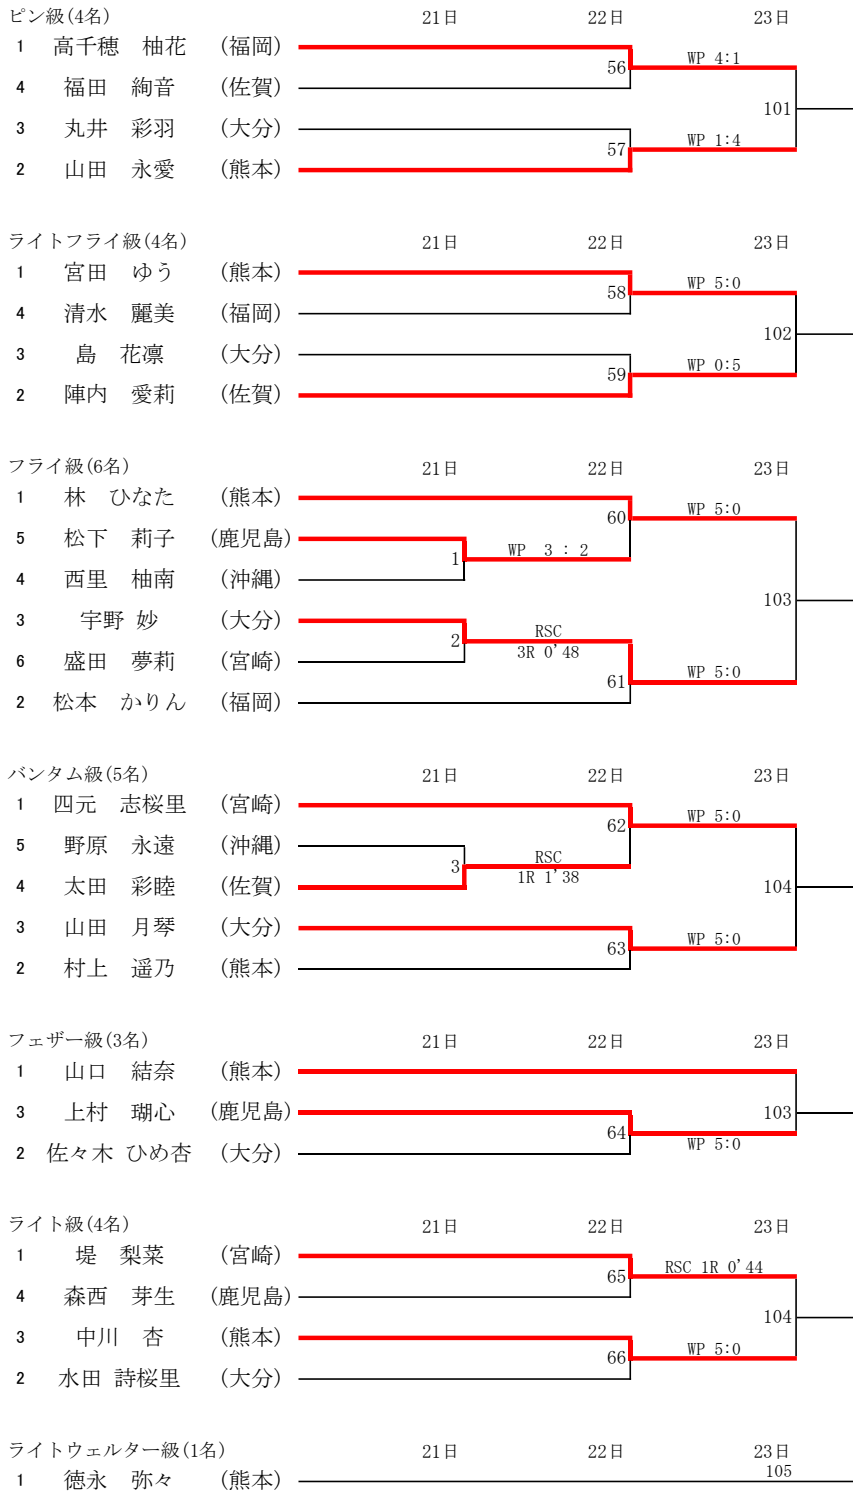 ピン級(4名) 21日 22日 23日
1 高千穂 柚花 (福岡)
56 WP 4:1
4 福田 絢音 (佐賀)
101
3 丸井 彩羽 (大分)
57 WP 1:4
2 山田 永愛 (熊本)
ライトフライ級(4名) 21日 22日 23日
1 宮田 ゆう (熊本)
58 WP 5:0
4 清水 麗美 (福岡)
102
3 島 花凛 (大分)
59 WP 0:5
2 陣内 愛莉 (佐賀)
フライ級(6名) 21日 22日 23日
1 林 ひなた (熊本)
60 WP 5:0
5 松下 莉子 (鹿児島)
1 WP 3 : 2
4 西里 柚南 (沖縄)
103
3 宇野 妙 (大分)
2 RSC
3R 0'48
6 盛田 夢莉 (宮崎)
61 WP 5:0
2 松本 かりん (福岡)
バンタム級(5名) 21日 22日 23日
1 四元 志桜里 (宮崎)
62 WP 5:0
5 野原 永遠 (沖縄)
3 RSC
1R 1'38
4 太田 彩睦 (佐賀)
104
3 山田 月琴 (大分)
63 WP 5:0
2 村上 遥乃 (熊本)
フェザー級(3名) 21日 22日 23日
1 山口 結奈 (熊本)
3 上村 瑚心 (鹿児島)
103
64 WP 5:0
2 佐々木 ひめ杏 (大分)
ライト級(4名) 21日 22日 23日
1 堤 梨菜 (宮崎)
65 RSC 1R 0'44
4 森西 芽生 (鹿児島)
104
3 中川 杏 (熊本)
66 WP 5:0
2 水田 詩桜里 (大分)
ライトウェルター級(1名) 21日 22日 23日
105
1 徳永 弥々 (熊本)